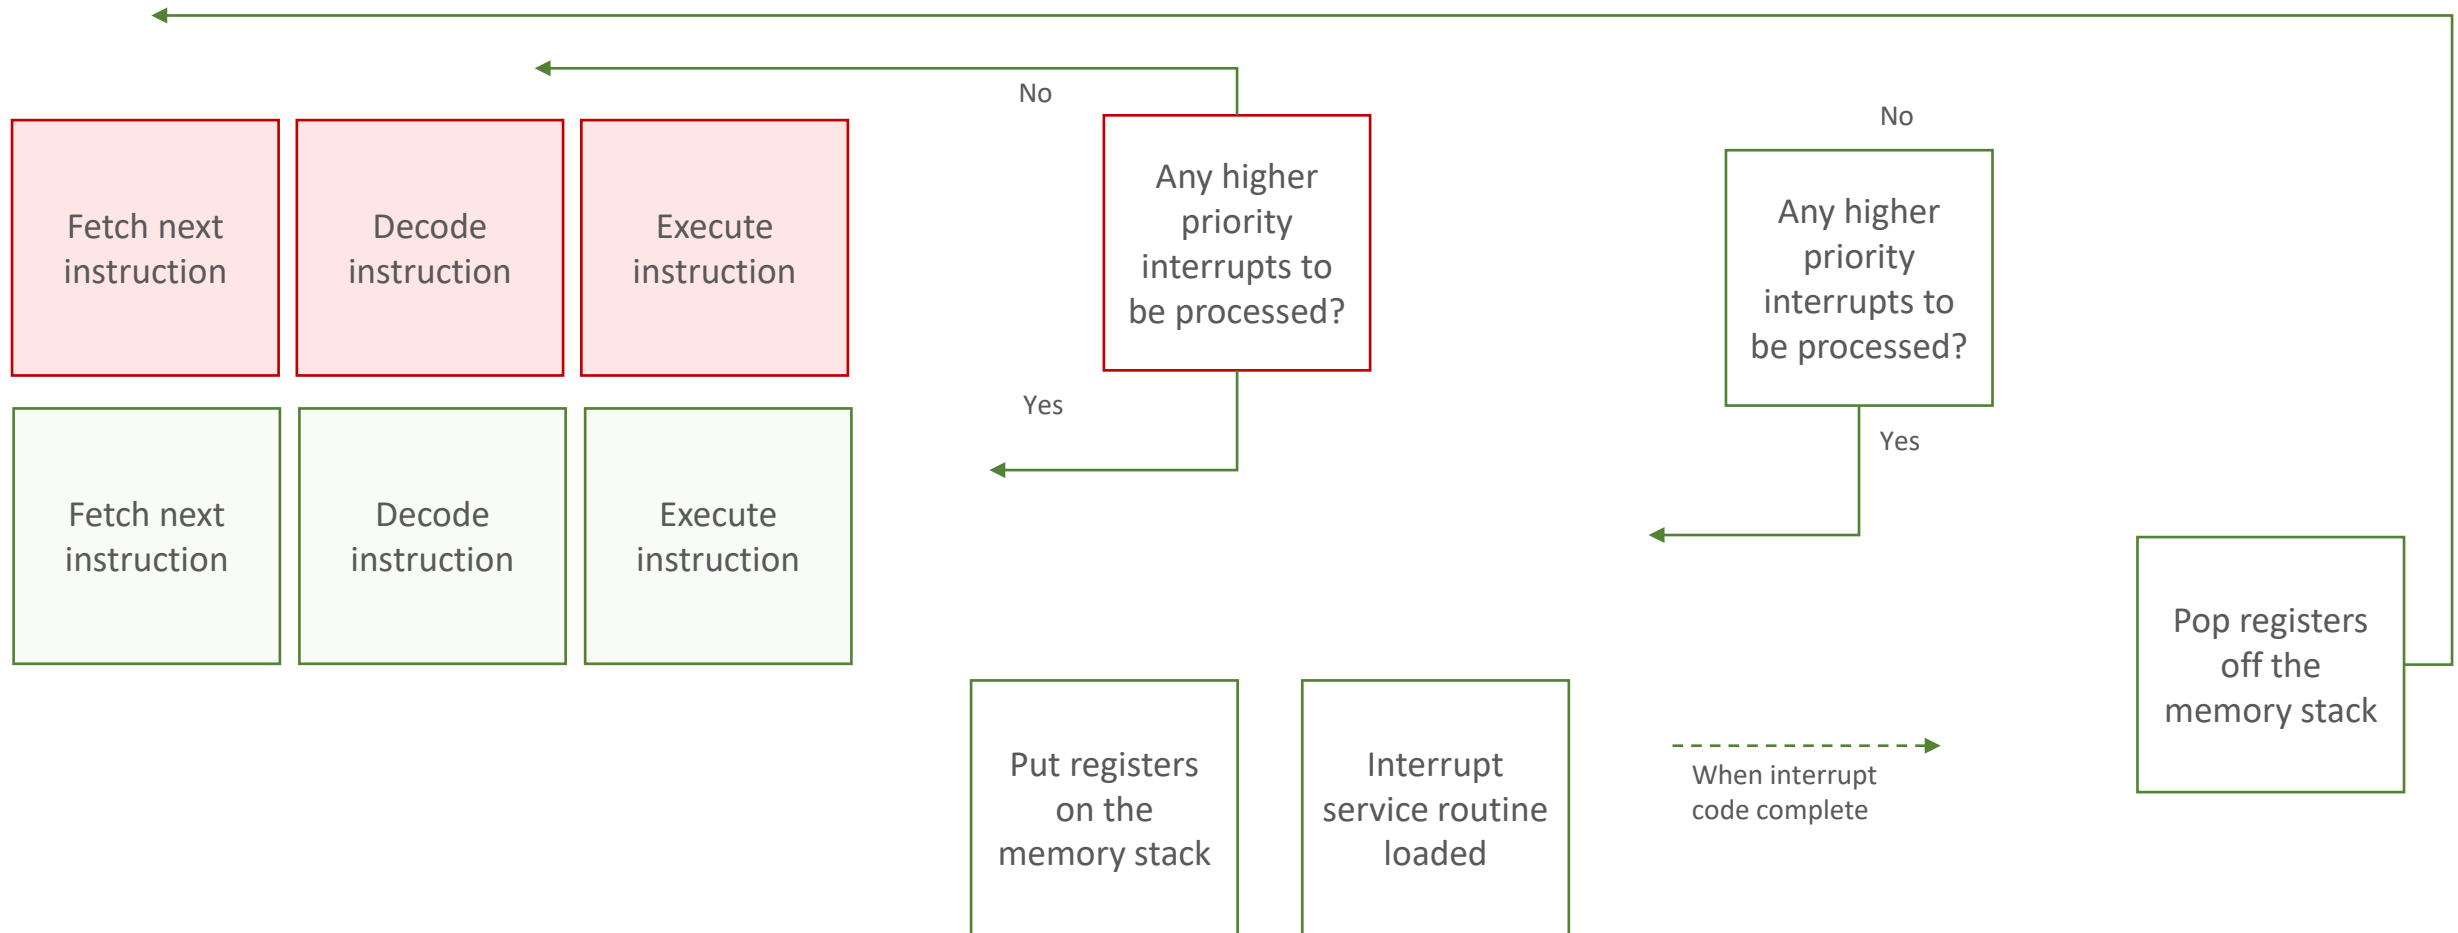 No
Any higher
priority
interrupts to
be processed?
Yes
No
Any higher
priority
interrupts to
be processed?
Yes
Fetch next
instruction
Decode
instruction
Execute
instruction
Fetch next
instruction
Decode
instruction
Execute
instruction
Put registers
on the
memory stack
Interrupt
service routine
loaded
When interrupt
code complete
Pop registers
off the
memory stack